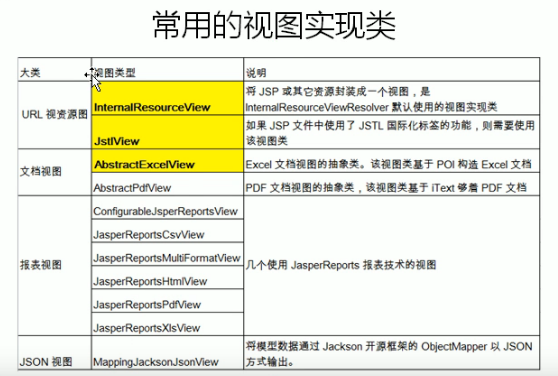 常用的视图实现类
大类 视图类型 说明
URL 视资源图
InternalResourceView
将 JSP 或其它资源封装成一个视图，是
InternalResourceViewResolver 默认使用的视图实现类
JstlView
如果 JSP 文件中使用了 JSTL 国际化标签的功能，则需要使用
该视图类
文档视图
AbstractExcelView
Excel 文档视图的抽象类。该视图类基于 POI 构造 Excel 文档
AbstractPdfView
PDF 文档视图的抽象类，该视图类基于 iText 够着 PDF 文档
报表视图
ConfigurableJsperReportsView
JasperReportsCsvView
JasperReportsMultiFormatView
JasperReportsHtmlView
JasperReportsPdfView
JasperReportsXlsView
几个使用 JasperReports 报表技术的视图
JSON 视图
MappingJacksonJsonView
将模型数据通过 Jackson 开源框架的 ObjectMapper 以 JSON
方式输出。